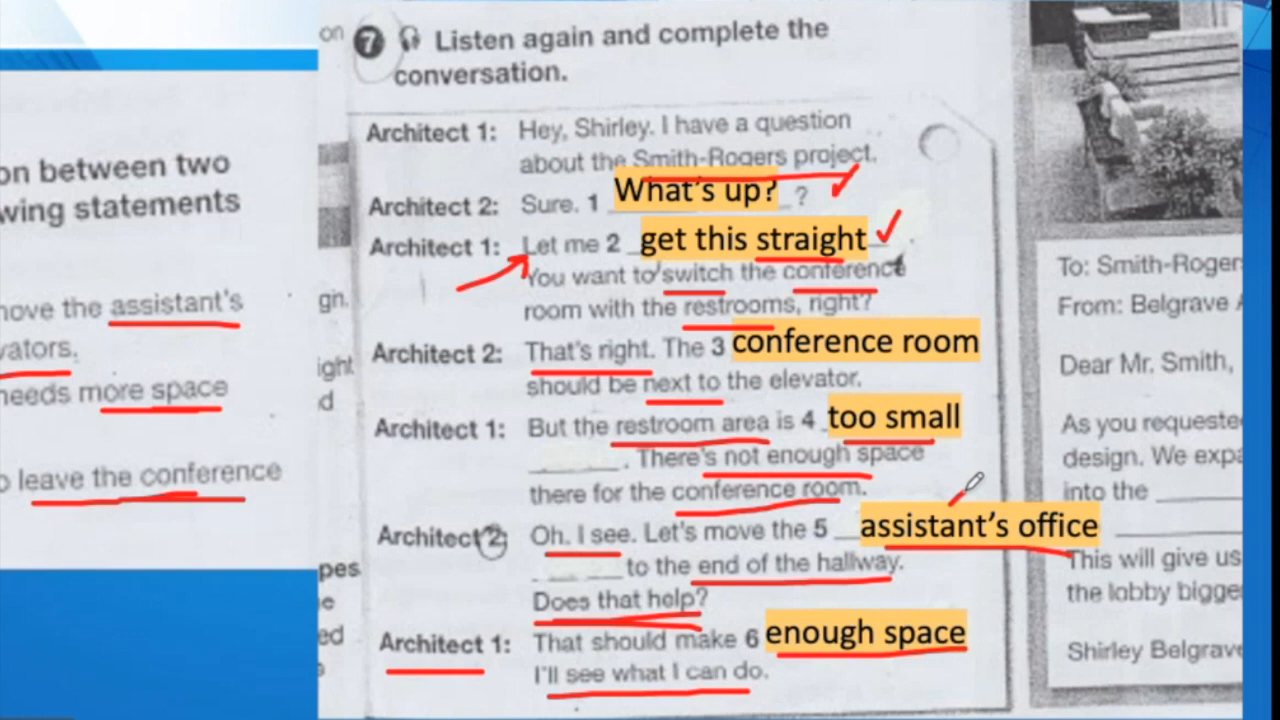 on between two
wing statements
move the assistant's
vators.
needs more space
o leave the conference
on
gn.
ight
d
pes
e
ed
7 Listen again and complete the
conversation.
Architect 1: Hey, Shirley. I have a question
about the Smith-Rogers project.
Architect 2: Sure. 1 What's up? ?
Architect 1: Let me 2 get this straight
You want to switch the conference
room with the restrooms, right?
Architect 2: That's right. The 3 conference room
should be next to the elevator.
Architect 1: But the restroom area is 4 too small
. There's not enough space
there for the conference room.
Architect 2: Oh. I see. Let's move the 5 assistant's office
to the end of the hallway.
Does that help?
Architect 1: That should make 6 enough space
I'll see what I can do.
To: Smith-Roger
From: Belgrave A
Dear Mr. Smith,
As you requeste
design. We expa
into the
This will give us
the lobby bigge
Shirley Belgrave